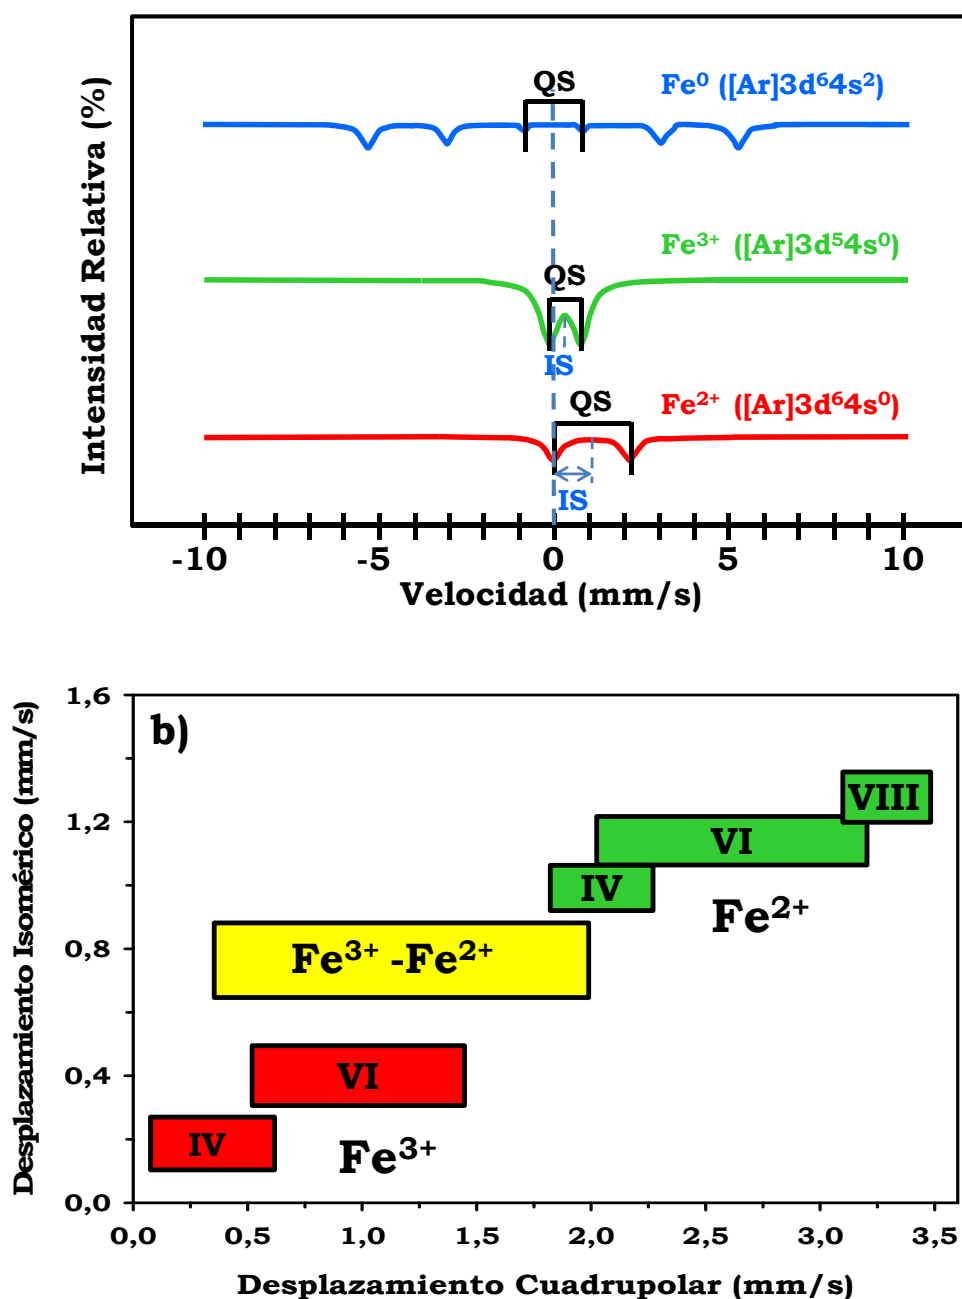 Intensidad Relativa (%)
QS
Fe⁰ ([Ar]3d⁶4s²)
QS
Fe³⁺ ([Ar]3d⁵4s⁰)
IS
QS
Fe²⁺ ([Ar]3d⁶4s⁰)
IS
-10 -5 0 5 10
Velocidad (mm/s)
Desplazamiento Isomérico (mm/s)
1,6
b)
VIII
1,2
VI
IV
Fe²⁺
Fe³⁺ -Fe²⁺
0,8
0,4
VI
IV
Fe³⁺
0,0
0,0 0,5 1,0 1,5 2,0 2,5 3,0 3,5
Desplazamiento Cuadrupolar (mm/s)